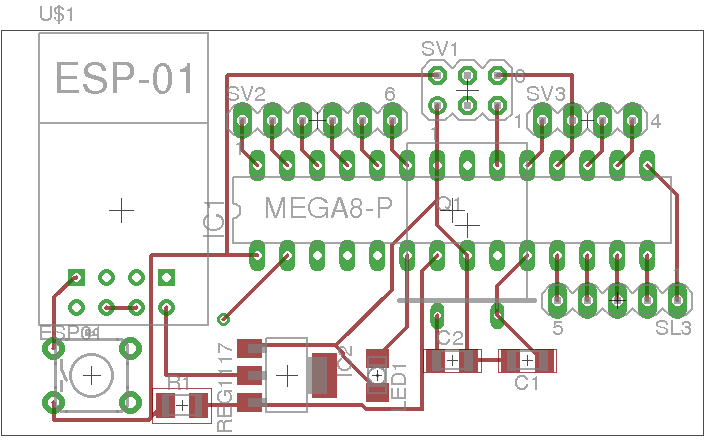 U$1
ESP-01
SV1
6
SV2
6
SV3
1
4
1
1
IC1
MEGA8-P
Q1
ESP01
5
SL3
C2
C1
R1
REG1117
IC2
LED1